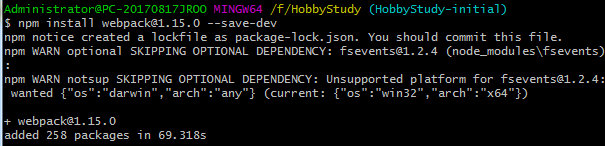 Administrator@PC-20170817JROO MINGW64 /f/HobbyStudy (HobbyStudy-initial)
$ npm install webpack@1.15.0 --save-dev
npm notice created a lockfile as package-lock.json. You should commit this file.
npm WARN optional SKIPPING OPTIONAL DEPENDENCY: fsevents@1.2.4 (node_modules\fsevents)
:
npm WARN notsup SKIPPING OPTIONAL DEPENDENCY: Unsupported platform for fsevents@1.2.4:
 wanted {"os":"darwin","arch":"any"} (current: {"os":"win32","arch":"x64"})

+ webpack@1.15.0
added 258 packages in 69.318s